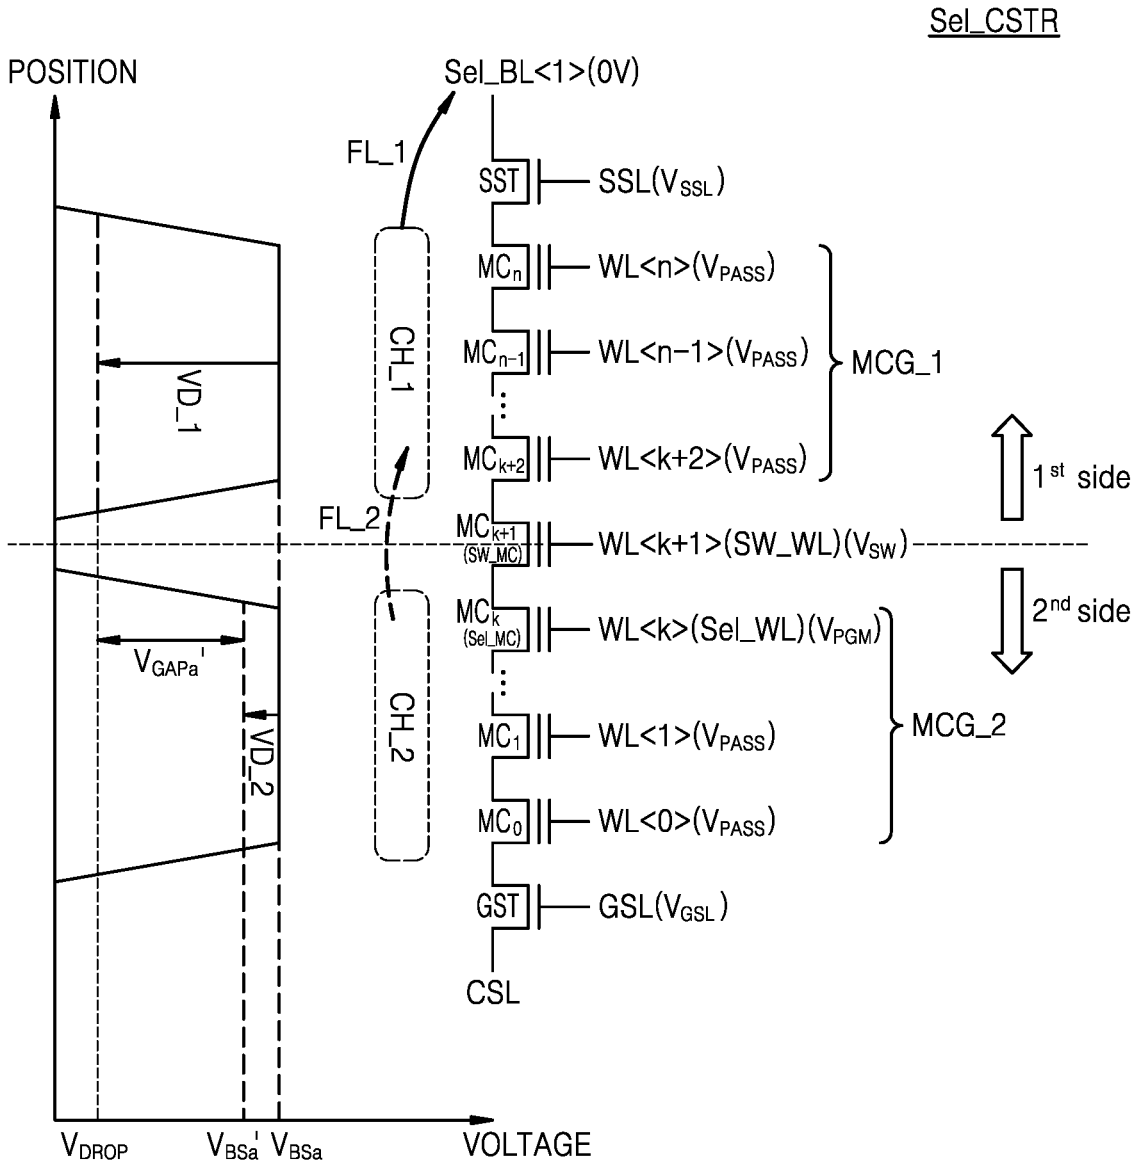 Sel_CSTR
POSITION
Sel_BL<1>(0V)
FL_1
SST
SSL(VSSL)
MCn
WL<n>(VPASS)
CH_1
MCn-1
WL<n-1>(VPASS)
MCG_1
VD_1
...
MCk+2
WL<k+2>(VPASS)
1st side
FL_2
MCk+1
(SW_MC)
WL<k+1>(SW_WL)(VSW)
MCk
(Sel_MC)
WL<k>(Sel_WL)(VPGM)
2nd side
VGAPa'
...
CH_2
MCG_2
VD_2
MC1
WL<1>(VPASS)
MC0
WL<0>(VPASS)
GST
GSL(VGSL)
CSL
VDROP
VBSa'
VBSa
VOLTAGE